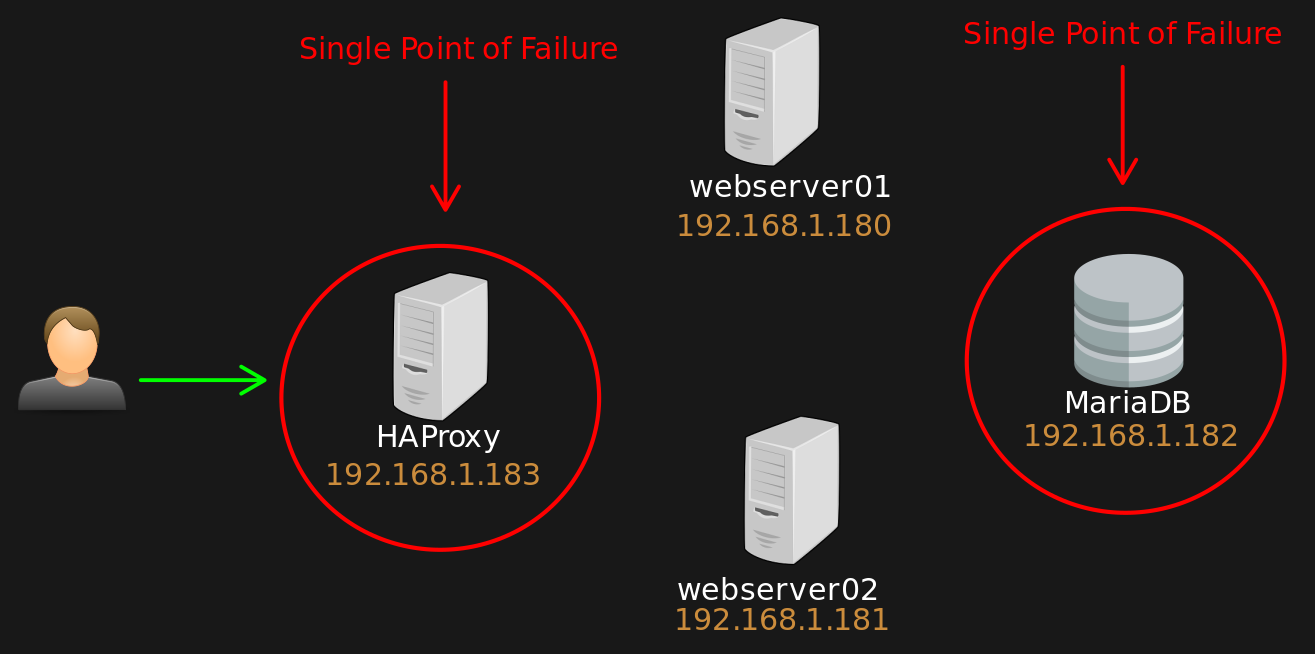 Single Point of Failure
HAProxy
192.168.1.183
webserver01
192.168.1.180
webserver02
192.168.1.181
Single Point of Failure
MariaDB
192.168.1.182